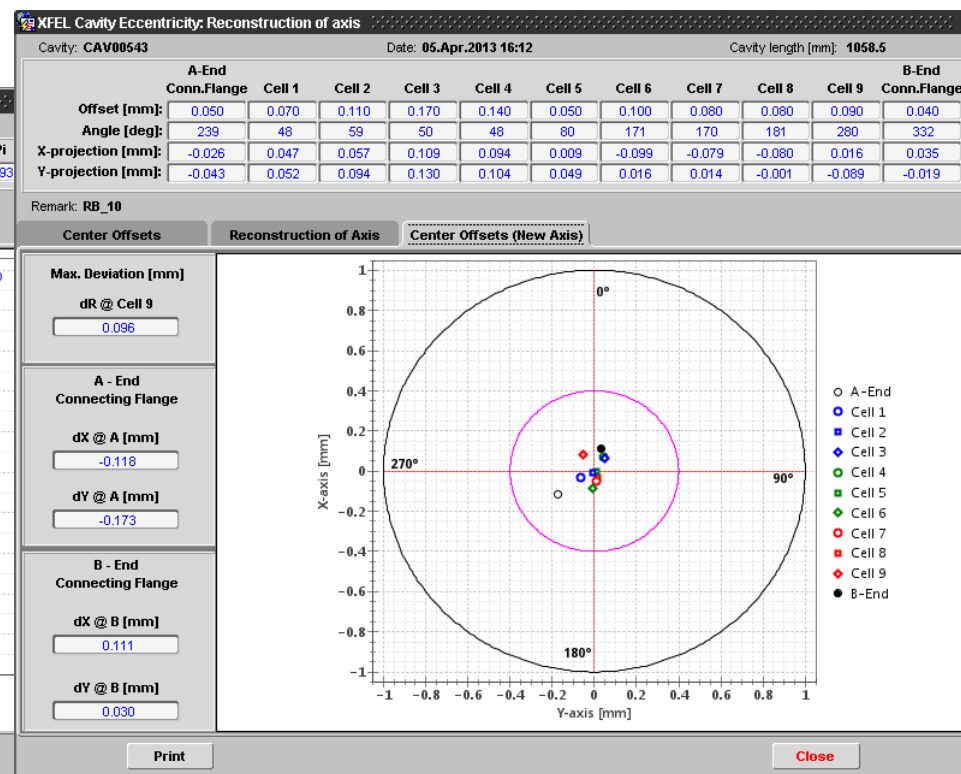 XFEL Cavity Eccentricity: Reconstruction of axis
Cavity: CAV00543 Date: 05.Apr.2013 16:12 Cavity length [mm]: 1058.5
A-End B-End
Conn.Flange Cell 1 Cell 2 Cell 3 Cell 4 Cell 5 Cell 6 Cell 7 Cell 8 Cell 9 Conn.Flange
Offset [mm]: 0.050 0.070 0.110 0.170 0.140 0.050 0.100 0.080 0.080 0.090 0.040
Angle [deg]: 239 48 59 50 48 80 171 170 181 280 332
X-projection [mm]: -0.026 0.047 0.057 0.109 0.094 0.009 -0.099 -0.079 -0.080 0.016 0.035
Y-projection [mm]: -0.043 0.052 0.094 0.130 0.104 0.049 0.016 0.014 -0.001 -0.089 -0.019
Remark: RB_10
Center Offsets Reconstruction of Axis Center Offsets (New Axis)
Max. Deviation [mm]
dR @ Cell 9
0.096
A - End
Connecting Flange
dX @ A [mm]
-0.118
dY @ A [mm]
-0.173
B - End
Connecting Flange
dX @ B [mm]
0.111
dY @ B [mm]
0.030
1
0.8
0.6
0.4
0.2
0
-0.2
-0.4
-0.6
-0.8
-1
X-axis [mm]
0°
270°
90°
180°
-1 -0.8 -0.6 -0.4 -0.2 0 0.2 0.4 0.6 0.8 1
Y-axis [mm]
A-End
Cell 1
Cell 2
Cell 3
Cell 4
Cell 5
Cell 6
Cell 7
Cell 8
Cell 9
B-End
Print Close